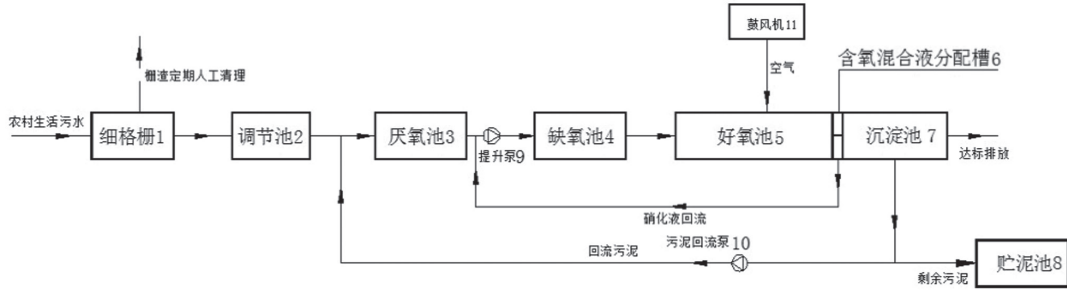 鼓风机11
含氧混合液分配槽6
栅渣定期人工清理
空气
农村生活污水
细格栅1
调节池2
厌氧池3
提升泵9
缺氧池4
好氧池5
沉淀池 7
达标排放
硝化液回流
回流污泥
污泥回流泵10
剩余污泥
贮泥池8